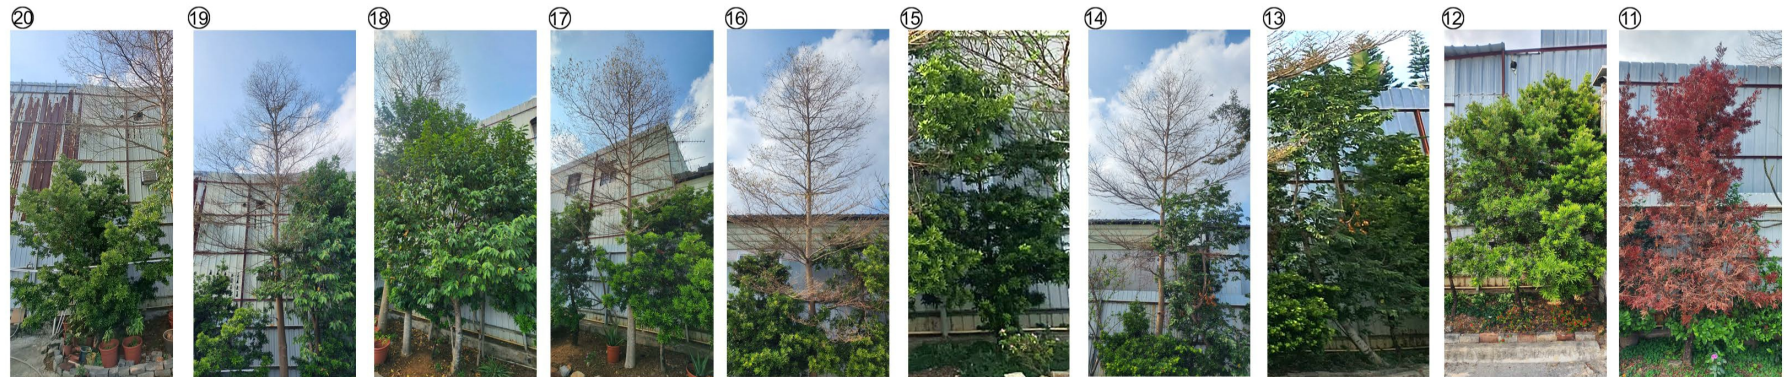 ⑳ ⑲ ⑱ ⑰ ⑯ ⑮ ⑭ ⑬ ⑫ ⑪